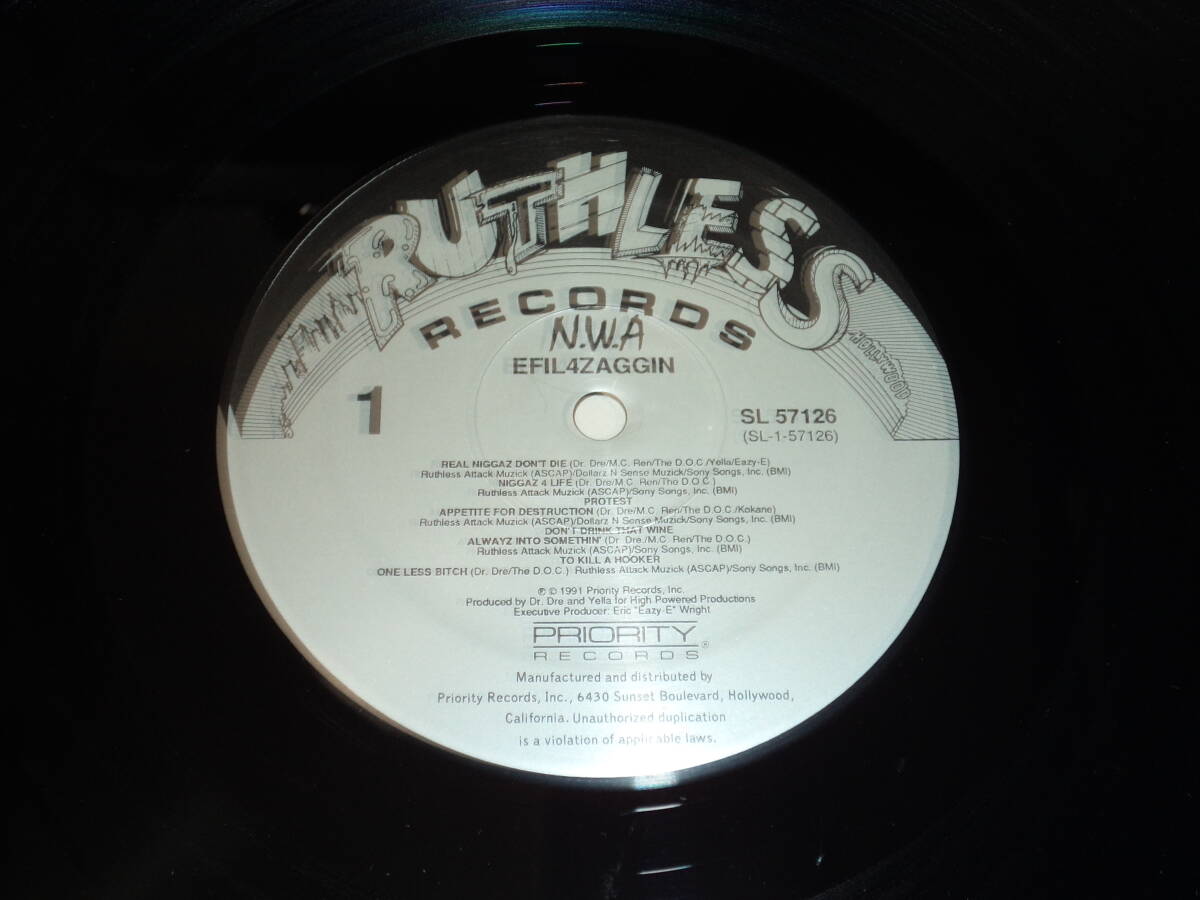 RUTHLESS
HOLLYWOOD
RECORDS
N.W.A
EFIL4ZAGGIN
1
SL 57126
(SL-1-57126)
REAL NIGGAZ DON'T DIE (Dr. Dre/M.C. Ren/The D.O.C./Yella/Eazy-E)
Ruthless Attack Muzick (ASCAP)/Dollarz N Sense Muzick/Sony Songs, Inc. (BMI)
NIGGAZ 4 LIFE (Dr. Dre/M.C. Ren/The D.O.C.)
Ruthless Attack Muzick (ASCAP)/Sony Songs, Inc. (BMI)
PROTEST
APPETITE FOR DESTRUCTION (Dr. Dre/M.C. Ren/The D.O.C./Kokane)
Ruthless Attack Muzick (ASCAP)/Dollarz N Sense Muzick/Sony Songs, Inc. (BMI)
DON'T DRINK THAT WINE
ALWAYZ INTO SOMETHIN' (Dr. Dre./M.C. Ren/The D.O.C.)
Ruthless Attack Muzick (ASCAP)/Sony Songs, Inc. (BMI)
TO KILL A HOOKER
ONE LESS BITCH (Dr. Dre/The D.O.C.) Ruthless Attack Muzick (ASCAP)/Sony Songs, Inc. (BMI)
℗ © 1991 Priority Records, Inc.
Produced by Dr. Dre and Yella for High Powered Productions
Executive Producer: Eric "Eazy-E" Wright
PRIORITY ®
RECORDS
Manufactured and distributed by
Priority Records, Inc., 6430 Sunset Boulevard, Hollywood,
California. Unauthorized duplication
is a violation of applicable laws.